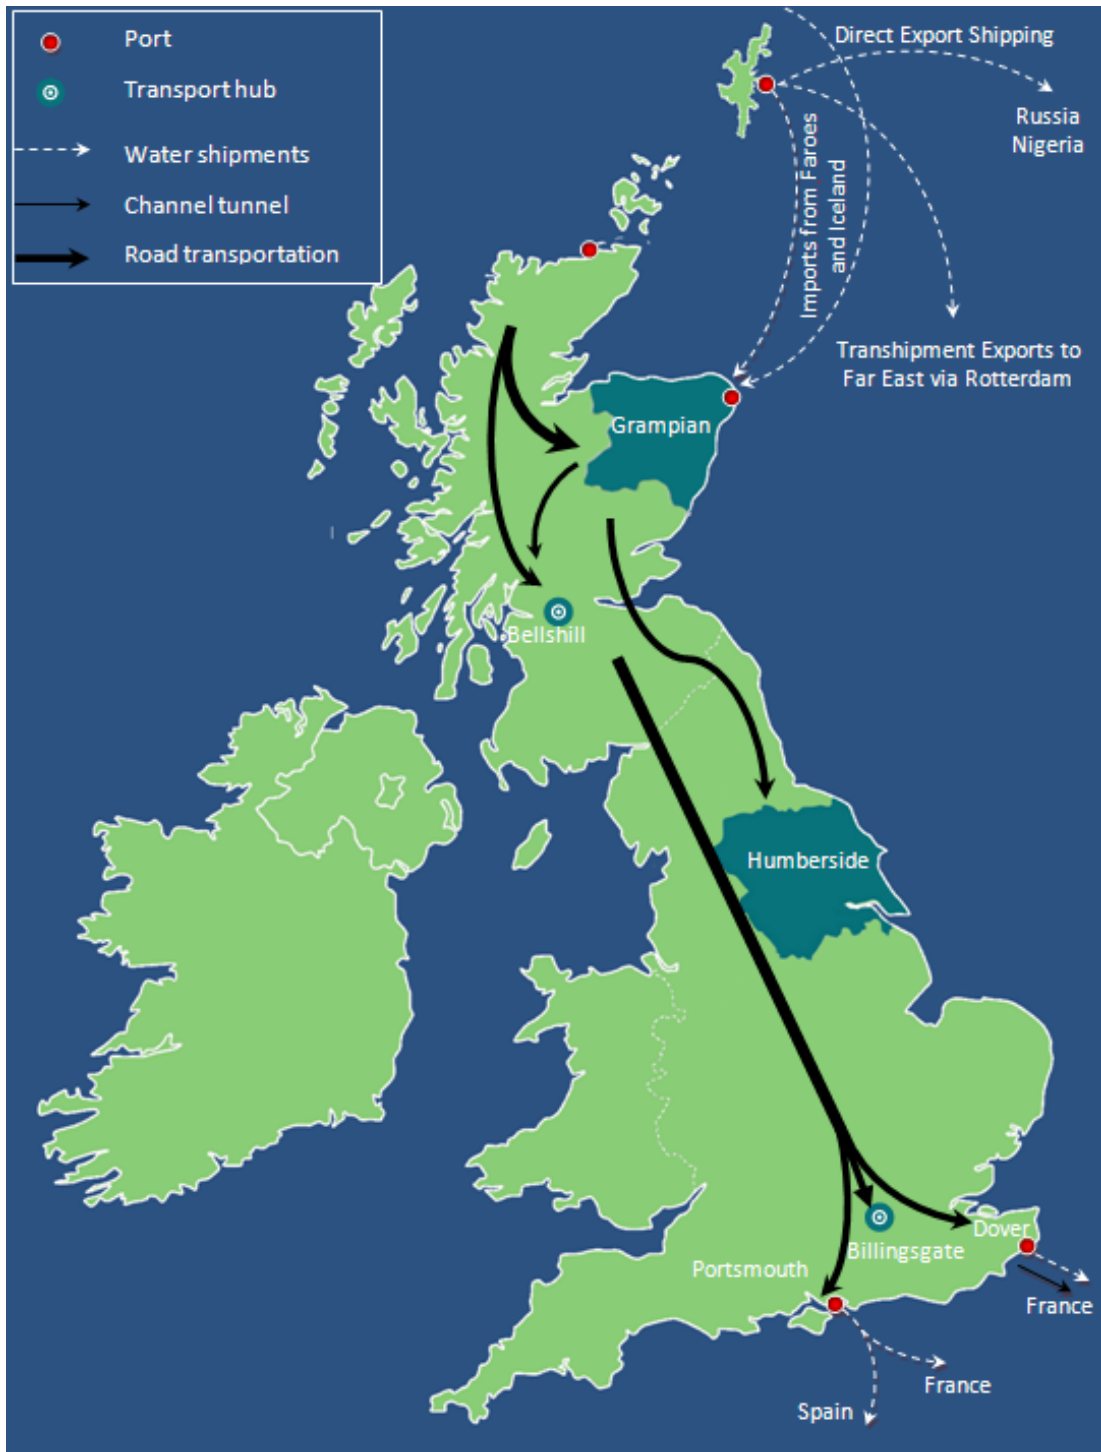 Port
Transport hub
Water shipments
Channel tunnel
Road transportation
Direct Export Shipping
Russia
Nigeria
Imports from Faroes
and Iceland
Transhipment Exports to
Far East via Rotterdam
Grampian
Bellshill
Humberside
Dover
Billingsgate
Portsmouth
France
France
Spain